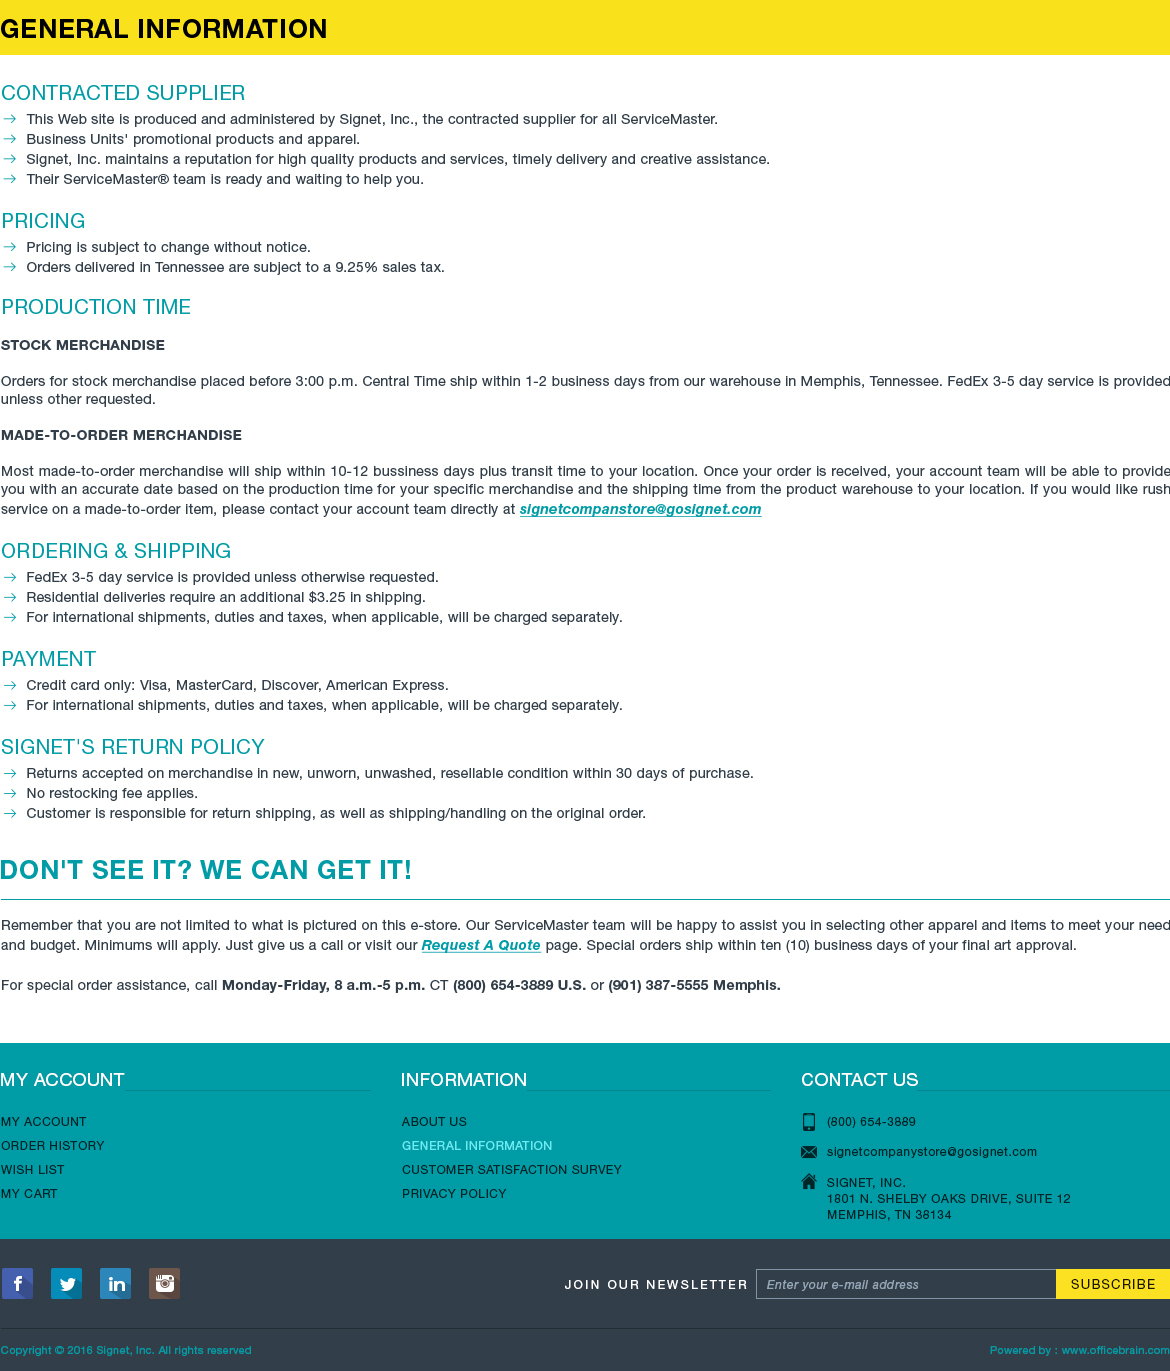 GENERAL INFORMATION
CONTRACTED SUPPLIER
This Web site is produced and administered by Signet, Inc., the contracted supplier for all ServiceMaster.
Business Units' promotional products and apparel.
Signet, Inc. maintains a reputation for high quality products and services, timely delivery and creative assistance.
Their ServiceMaster® team is ready and waiting to help you.
PRICING
Pricing is subject to change without notice.
Orders delivered in Tennessee are subject to a 9.25% sales tax.
PRODUCTION TIME
STOCK MERCHANDISE
Orders for stock merchandise placed before 3:00 p.m. Central Time ship within 1-2 business days from our warehouse in Memphis, Tennessee. FedEx 3-5 day service is provided
unless other requested.
MADE-TO-ORDER MERCHANDISE
Most made-to-order merchandise will ship within 10-12 bussiness days plus transit time to your location. Once your order is received, your account team will be able to provide
you with an accurate date based on the production time for your specific merchandise and the shipping time from the product warehouse to your location. If you would like rush
service on a made-to-order item, please contact your account team directly at signetcompanstore@gosignet.com
ORDERING & SHIPPING
FedEx 3-5 day service is provided unless otherwise requested.
Residential deliveries require an additional $3.25 in shipping.
For international shipments, duties and taxes, when applicable, will be charged separately.
PAYMENT
Credit card only: Visa, MasterCard, Discover, American Express.
For international shipments, duties and taxes, when applicable, will be charged separately.
SIGNET'S RETURN POLICY
Returns accepted on merchandise in new, unworn, unwashed, resellable condition within 30 days of purchase.
No restocking fee applies.
Customer is responsible for return shipping, as well as shipping/handling on the original order.
DON'T SEE IT? WE CAN GET IT!
Remember that you are not limited to what is pictured on this e-store. Our ServiceMaster team will be happy to assist you in selecting other apparel and items to meet your need
and budget. Minimums will apply. Just give us a call or visit our Request A Quote page. Special orders ship within ten (10) business days of your final art approval.
For special order assistance, call Monday-Friday, 8 a.m.-5 p.m. CT (800) 654-3889 U.S. or (901) 387-5555 Memphis.
MY ACCOUNT
MY ACCOUNT
ORDER HISTORY
WISH LIST
MY CART
INFORMATION
ABOUT US
GENERAL INFORMATION
CUSTOMER SATISFACTION SURVEY
PRIVACY POLICY
CONTACT US
(800) 654-3889
signetcompanystore@gosignet.com
SIGNET, INC.
1801 N. SHELBY OAKS DRIVE, SUITE 12
MEMPHIS, TN 38134
f in JOIN OUR NEWSLETTER Enter your e-mail address SUBSCRIBE
Copyright © 2016 Signet, Inc. All rights reserved Powered by : www.officebrain.com